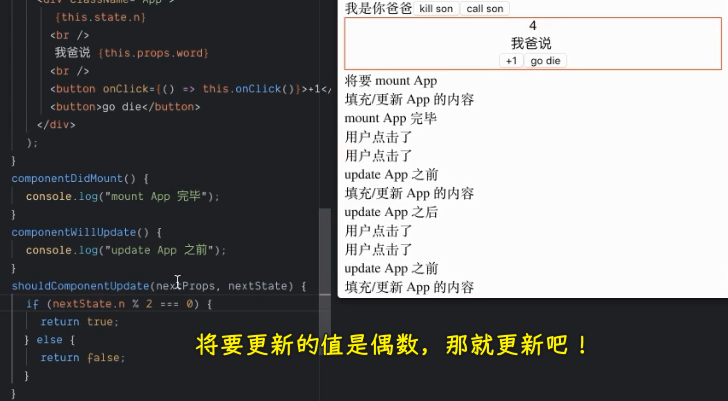 <div className="App">
{this.state.n}
<br />
我爸说 {this.props.word}
<br />
<button onClick={() => this.onClick()}>+1</
<button>go die</button>
</div>
);
}
componentDidMount() {
console.log("mount App 完毕");
}
componentWillUpdate() {
console.log("update App 之前");
}
shouldComponentUpdate(nextProps, nextState) {
if (nextState.n % 2 === 0) {
return true;
} else {
return false;
}
}
我是你爸爸 kill son call son
4
我爸说
+1 go die
将要 mount App
填充/更新 App 的内容
mount App 完毕
用户点击了
用户点击了
update App 之前
填充/更新 App 的内容
update App 之后
用户点击了
用户点击了
update App 之前
填充/更新 App 的内容
将要更新的值是偶数，那就更新吧！